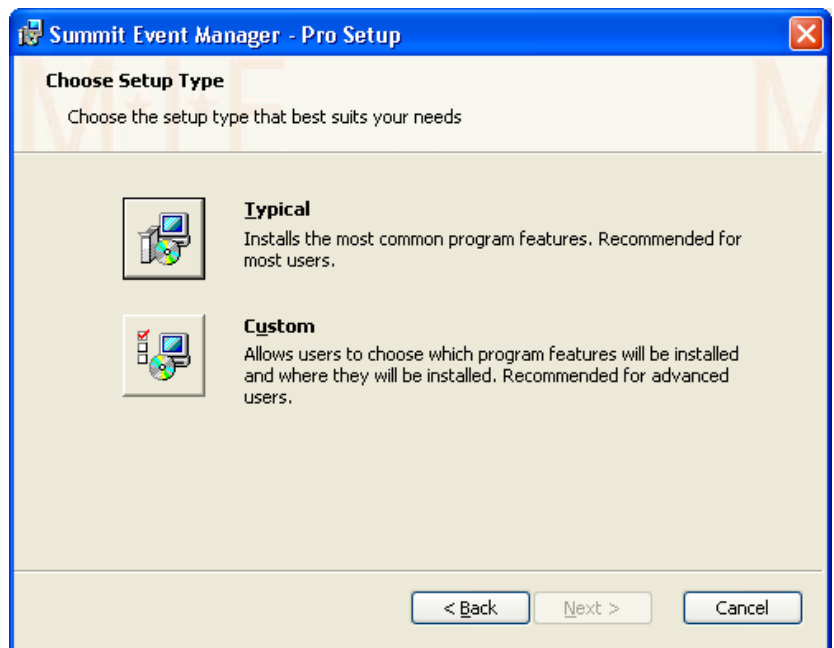 Summit Event Manager - Pro Setup
Choose Setup Type
Choose the setup type that best suits your needs
Typical
Installs the most common program features. Recommended for
most users.
Custom
Allows users to choose which program features will be installed
and where they will be installed. Recommended for advanced
users.
< Back
Next >
Cancel